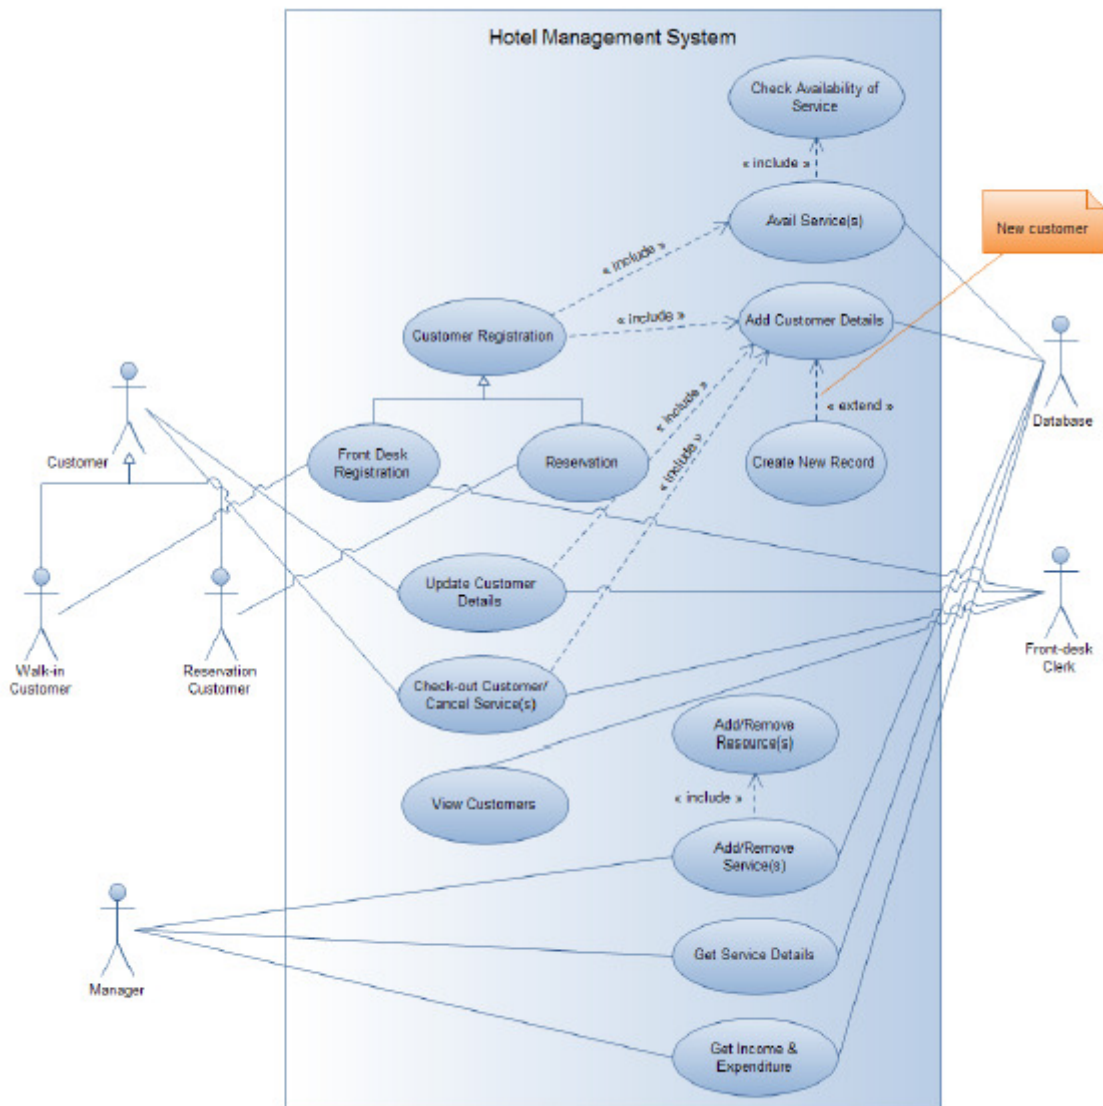 Hotel Management System
Check Availability of
Service
« include »
Avail Service(s)
New customer
« include »
« include »
Customer Registration
Add Customer Details
« include »
« extend »
Database
Customer
Front Desk
Registration
Reservation
« include »
Create New Record
Update Customer
Details
Walk-in
Customer
Reservation
Customer
Front-desk
Clerk
Check-out Customer/
Cancel Service(s)
Add/Remove
Resource(s)
View Customers
« include »
Add/Remove
Service(s)
Manager
Get Service Details
Get Income &
Expenditure